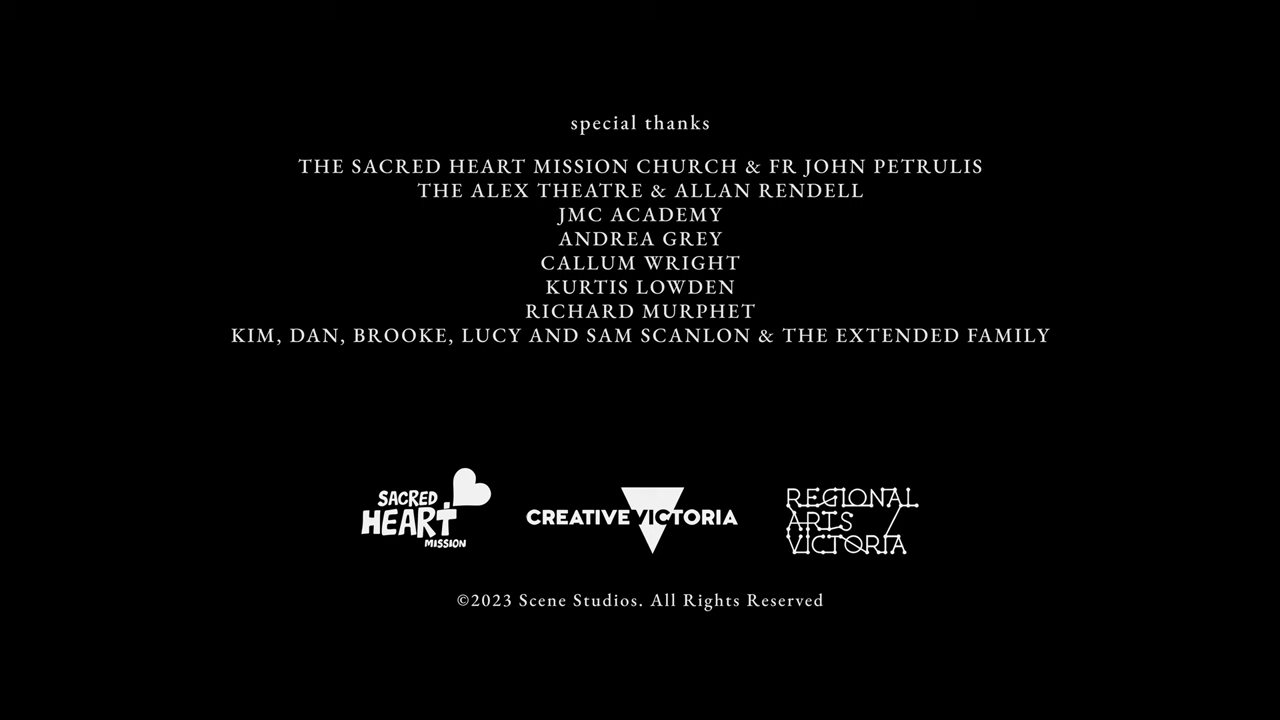 special thanks
THE SACRED HEART MISSION CHURCH & FR JOHN PETRULIS
THE ALEX THEATRE & ALLAN RENDELL
JMC ACADEMY
ANDREA GREY
CALLUM WRIGHT
KURTIS LOWDEN
RICHARD MURPHET
KIM, DAN, BROOKE, LUCY AND SAM SCANLON & THE EXTENDED FAMILY
SACRED
HEART
MISSION
CREATIVE VICTORIA
REGIONAL
ARTS
VICTORIA
©2023 Scene Studios. All Rights Reserved